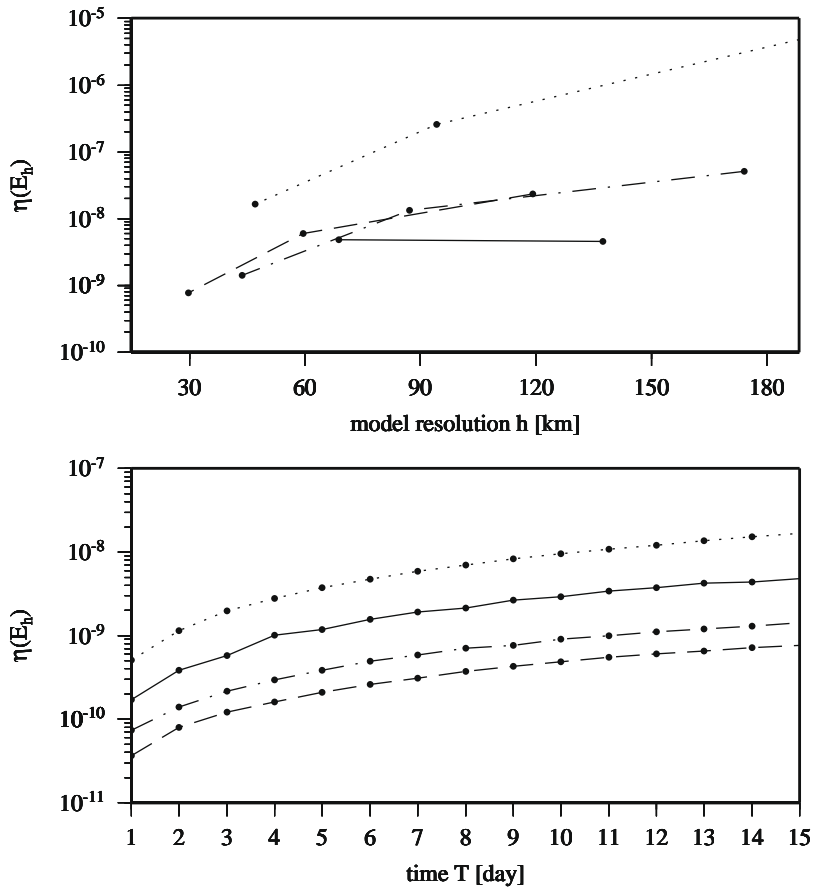 10⁻⁵
10⁻⁶
10⁻⁷
10⁻⁸
10⁻⁹
10⁻¹⁰
η(Eₕ)
30 60 90 120 150 180
model resolution h [km]
10⁻⁷
10⁻⁸
10⁻⁹
10⁻¹⁰
10⁻¹¹
η(Eₕ)
1 2 3 4 5 6 7 8 9 10 11 12 13 14 15
time T [day]